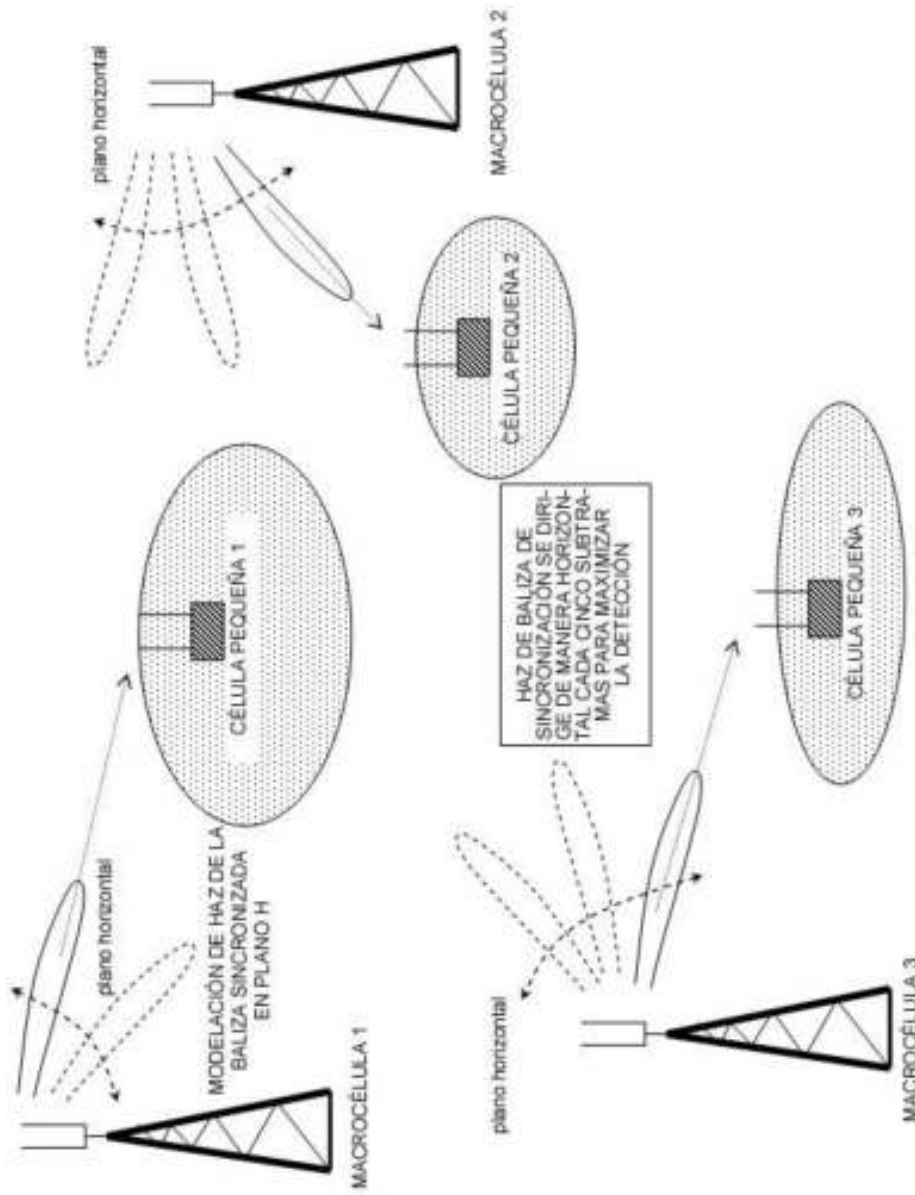 plano horizontal
MACROCÉLULA 1
MODELACIÓN DE HAZ DE LA
BALIZA SINCRONIZADA
EN PLANO H
CÉLULA PEQUEÑA 1
plano horizontal
MACROCÉLULA 2
CÉLULA PEQUEÑA 2
HAZ DE BALIZA DE
SINCRONIZACIÓN SE DIRI-
GE DE MANERA HORIZON-
TAL CADA CINCO SUBTRA-
MAS PARA MAXIMIZAR
LA DETECCIÓN
plano horizontal
MACROCÉLULA 3
CÉLULA PEQUEÑA 3